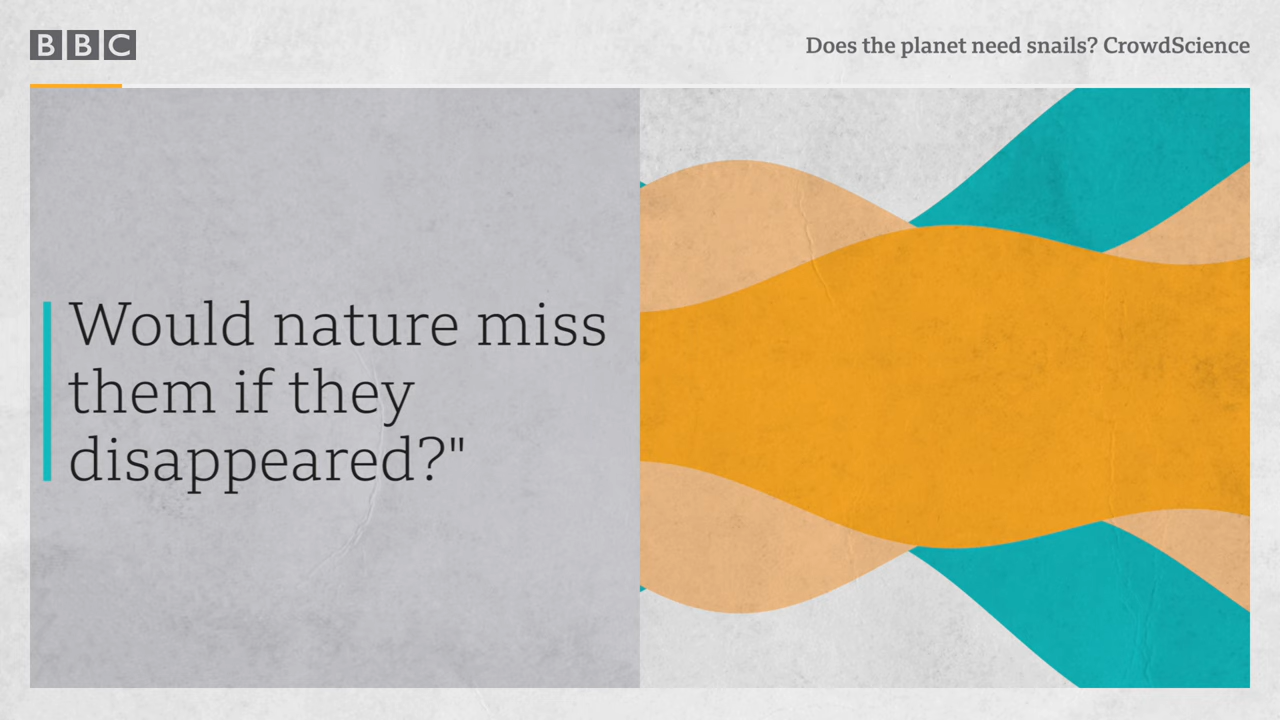 BBC
Does the planet need snails? CrowdScience
Would nature miss
them if they
disappeared?"